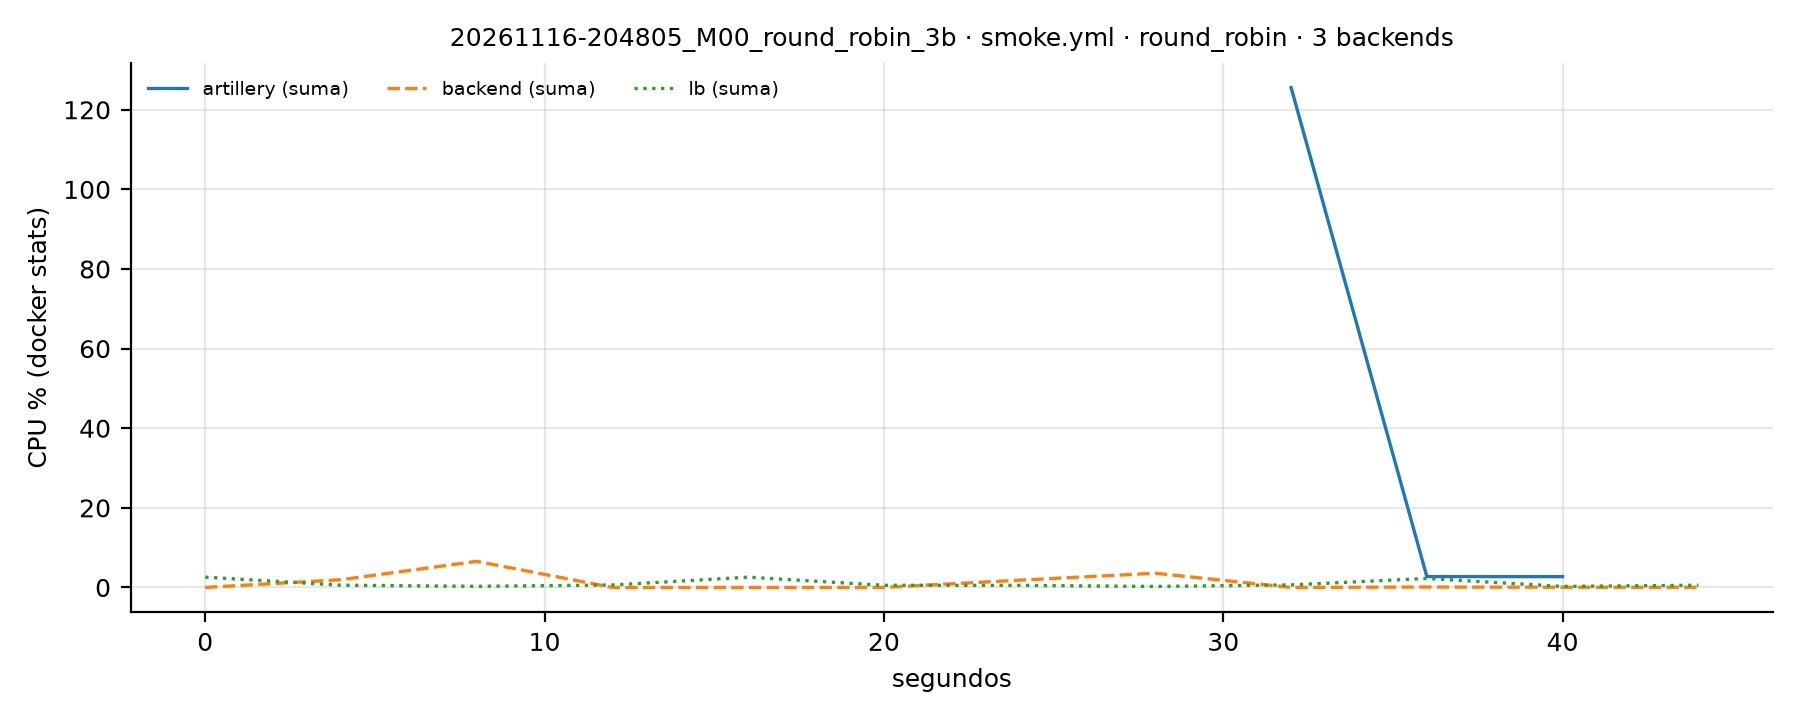 20261116-204805_M00_round_robin_3b · smoke.yml · round_robin · 3 backends
artillery (suma) backend (suma) lb (suma)
CPU % (docker stats)
120
100
80
60
40
20
0
0 10 20 30 40
segundos